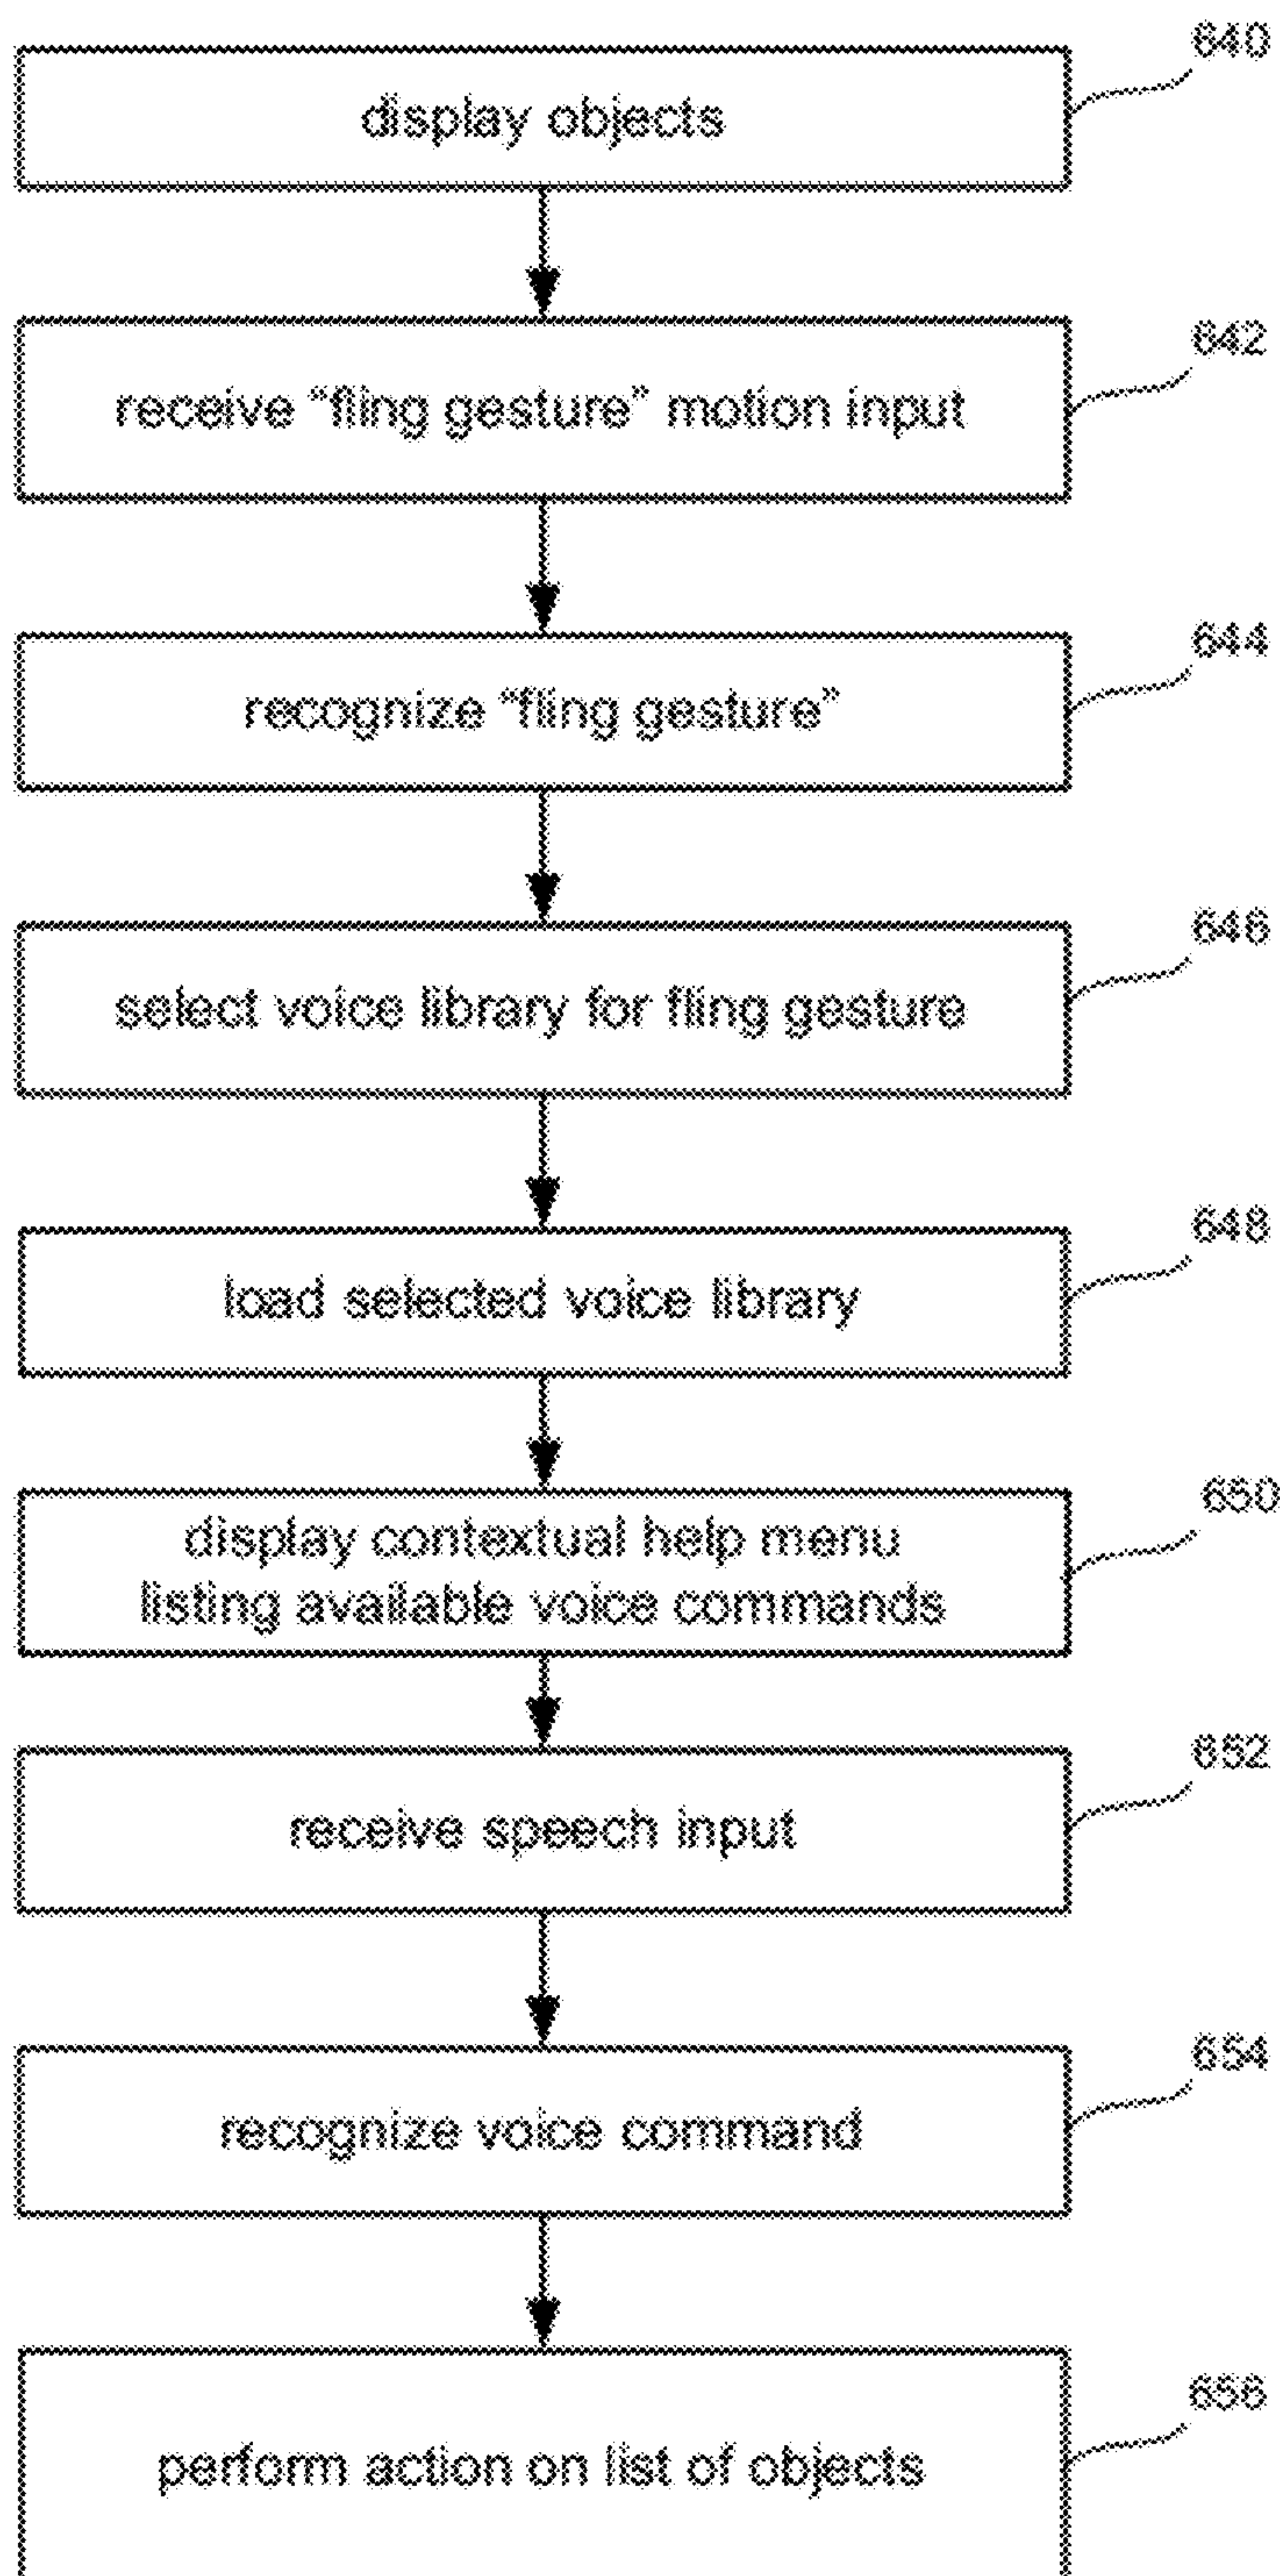 640
display objects
642
receive “fling gesture” motion input
644
recognize “fling gesture”
646
select voice library for fling gesture
648
load selected voice library
650
display contextual help menu
listing available voice commands
652
receive speech input
654
recognize voice command
656
perform action on list of objects